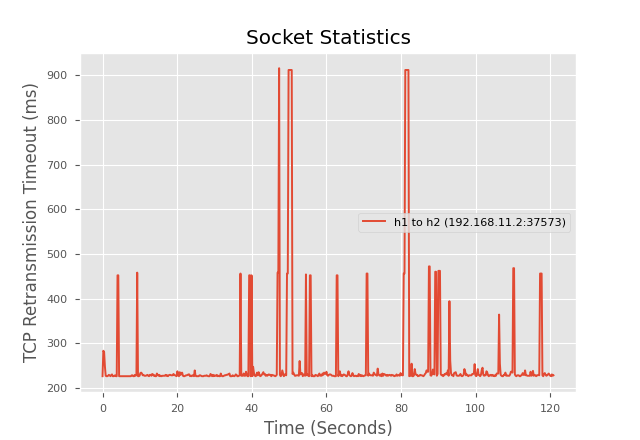 Socket Statistics
TCP Retransmission Timeout (ms)
900
800
700
600
500
400
300
200
h1 to h2 (192.168.11.2:37573)
0 20 40 60 80 100 120
Time (Seconds)